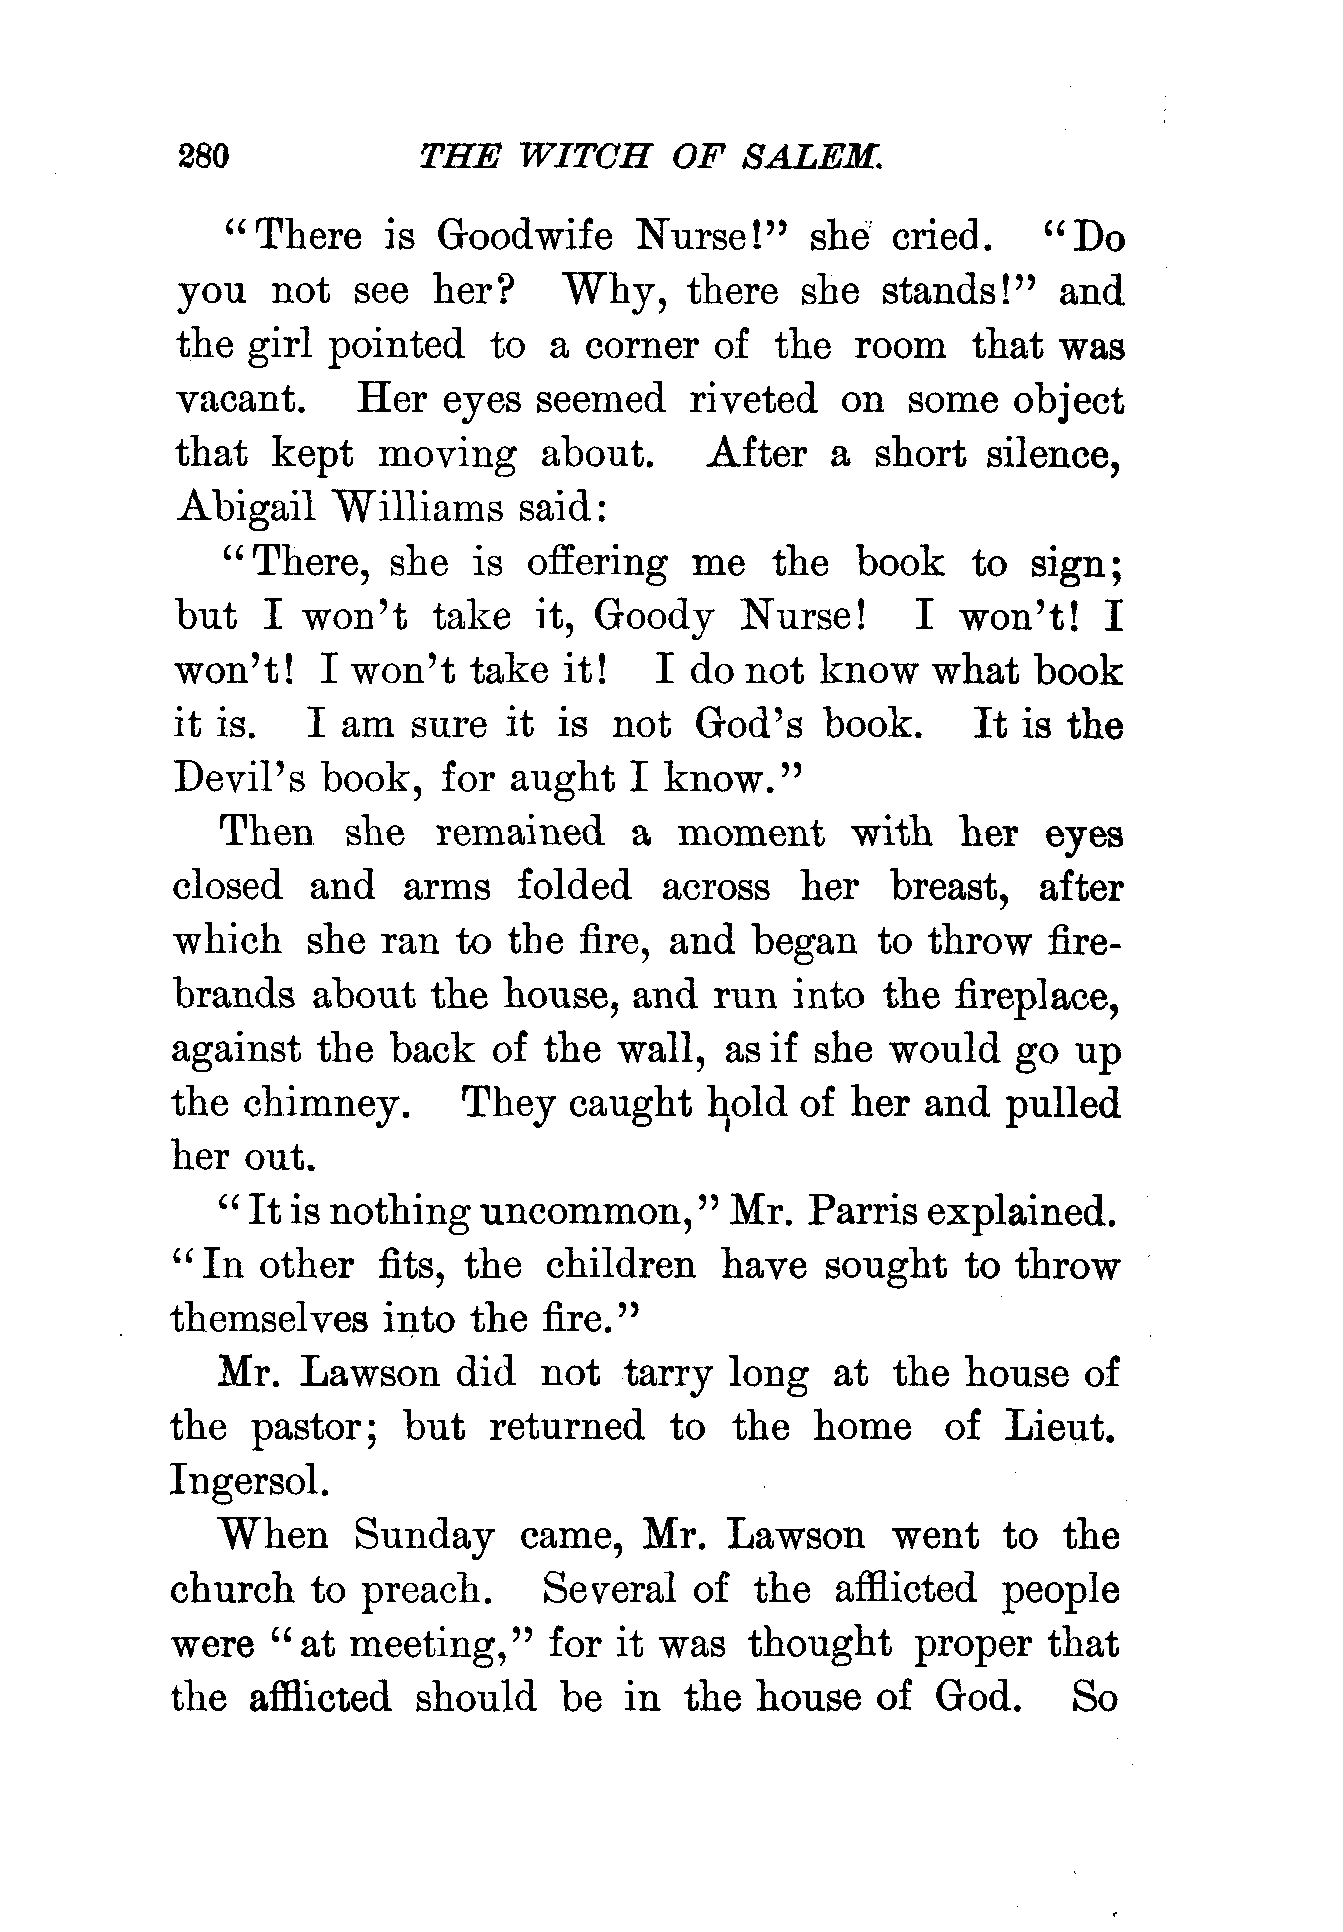 280 THE WITCH OF SALEM.
“There is Goodwife Nurse!” she cried. “Do
you not see her? Why, there she stands!” and
the girl pointed to a corner of the room that was
vacant. Her eyes seemed riveted on some object
that kept moving about. After a short silence,
Abigail Williams said:
“There, she is offering me the book to sign;
but I won’t take it, Goody Nurse! I won’t! I
won’t! I won’t take it! I do not know what book
it is. I am sure it is not God’s book. It is the
Devil’s book, for aught I know.”
Then she remained a moment with her eyes
closed and arms folded across her breast, after
which she ran to the fire, and began to throw fire-
brands about the house, and run into the fireplace,
against the back of the wall, as if she would go up
the chimney. They caught hold of her and pulled
her out.
“It is nothing uncommon,” Mr. Parris explained.
“In other fits, the children have sought to throw
themselves into the fire.”
Mr. Lawson did not tarry long at the house of
the pastor; but returned to the home of Lieut.
Ingersol.
When Sunday came, Mr. Lawson went to the
church to preach. Several of the afflicted people
were “at meeting,” for it was thought proper that
the afflicted should be in the house of God. So